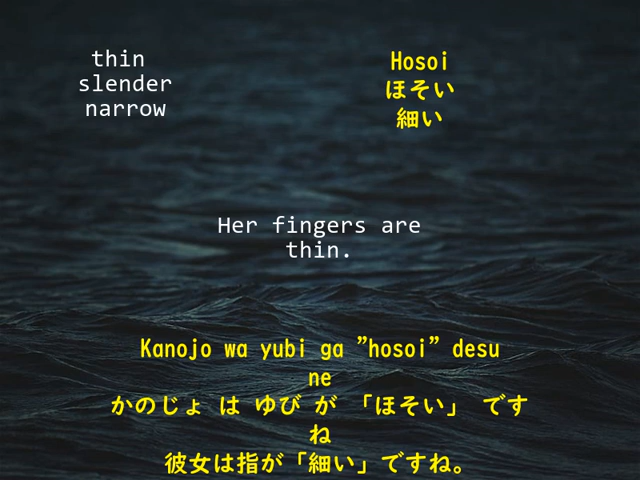 thin
slender
narrow
Hosoi
ほそい
細い
Her fingers are
thin.
Kanojo wa yubi ga ”hosoi” desu
ne
かのじょ は ゆび が 「ほそい」 です
ね
彼女は指が「細い」ですね。